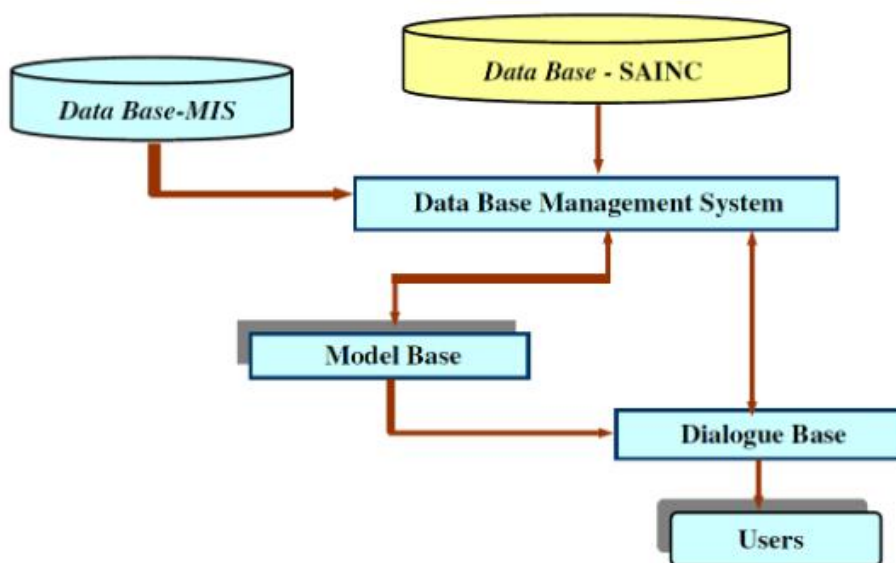 Data Base - SAINC
Data Base-MIS
Data Base Management System
Model Base
Dialogue Base
Users